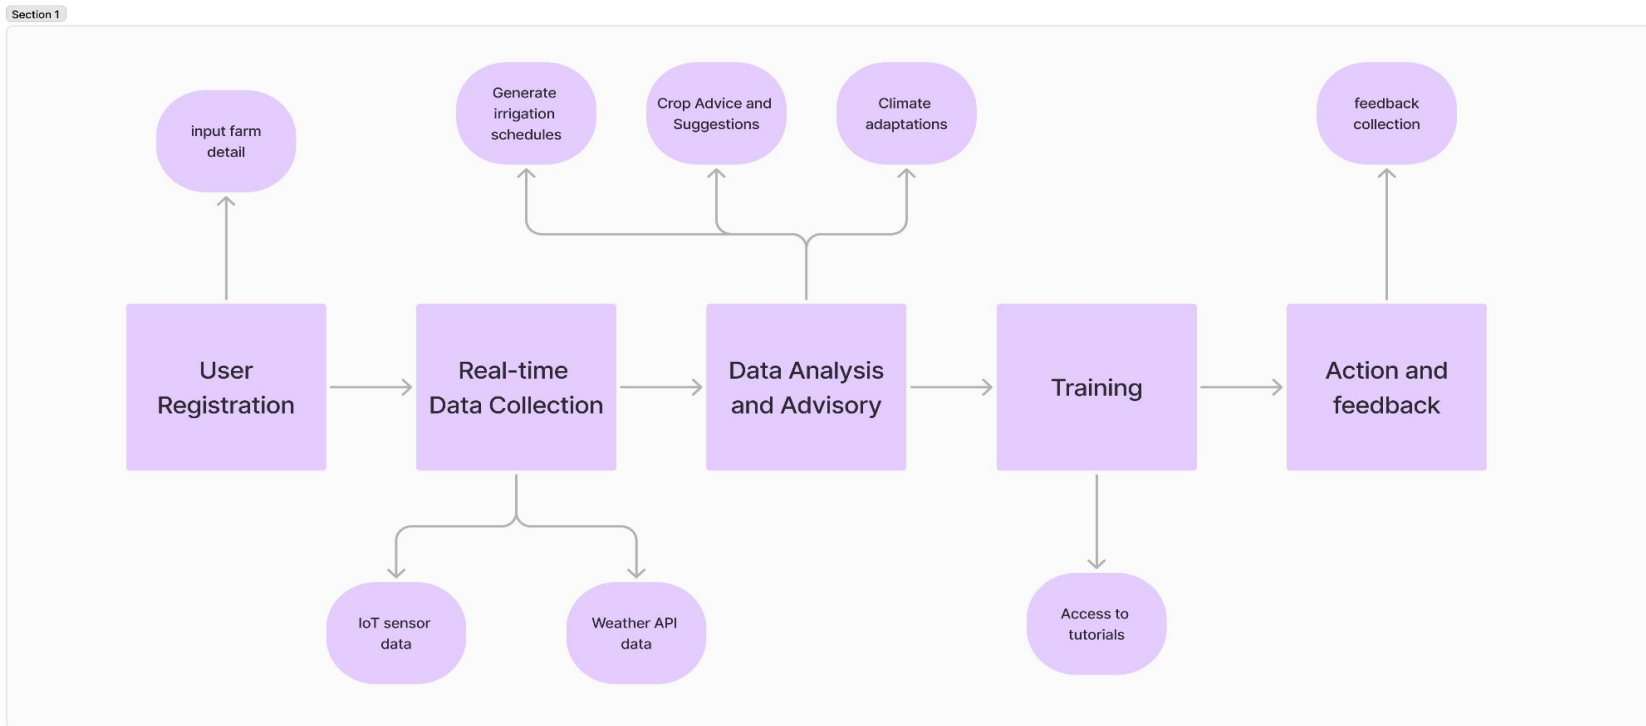 Section 1
input farm
detail
Generate
irrigation
schedules
Crop Advice and
Suggestions
Climate
adaptations
feedback
collection
User
Registration
Real-time
Data Collection
Data Analysis
and Advisory
Training
Action and
feedback
IoT sensor
data
Weather API
data
Access to
tutorials